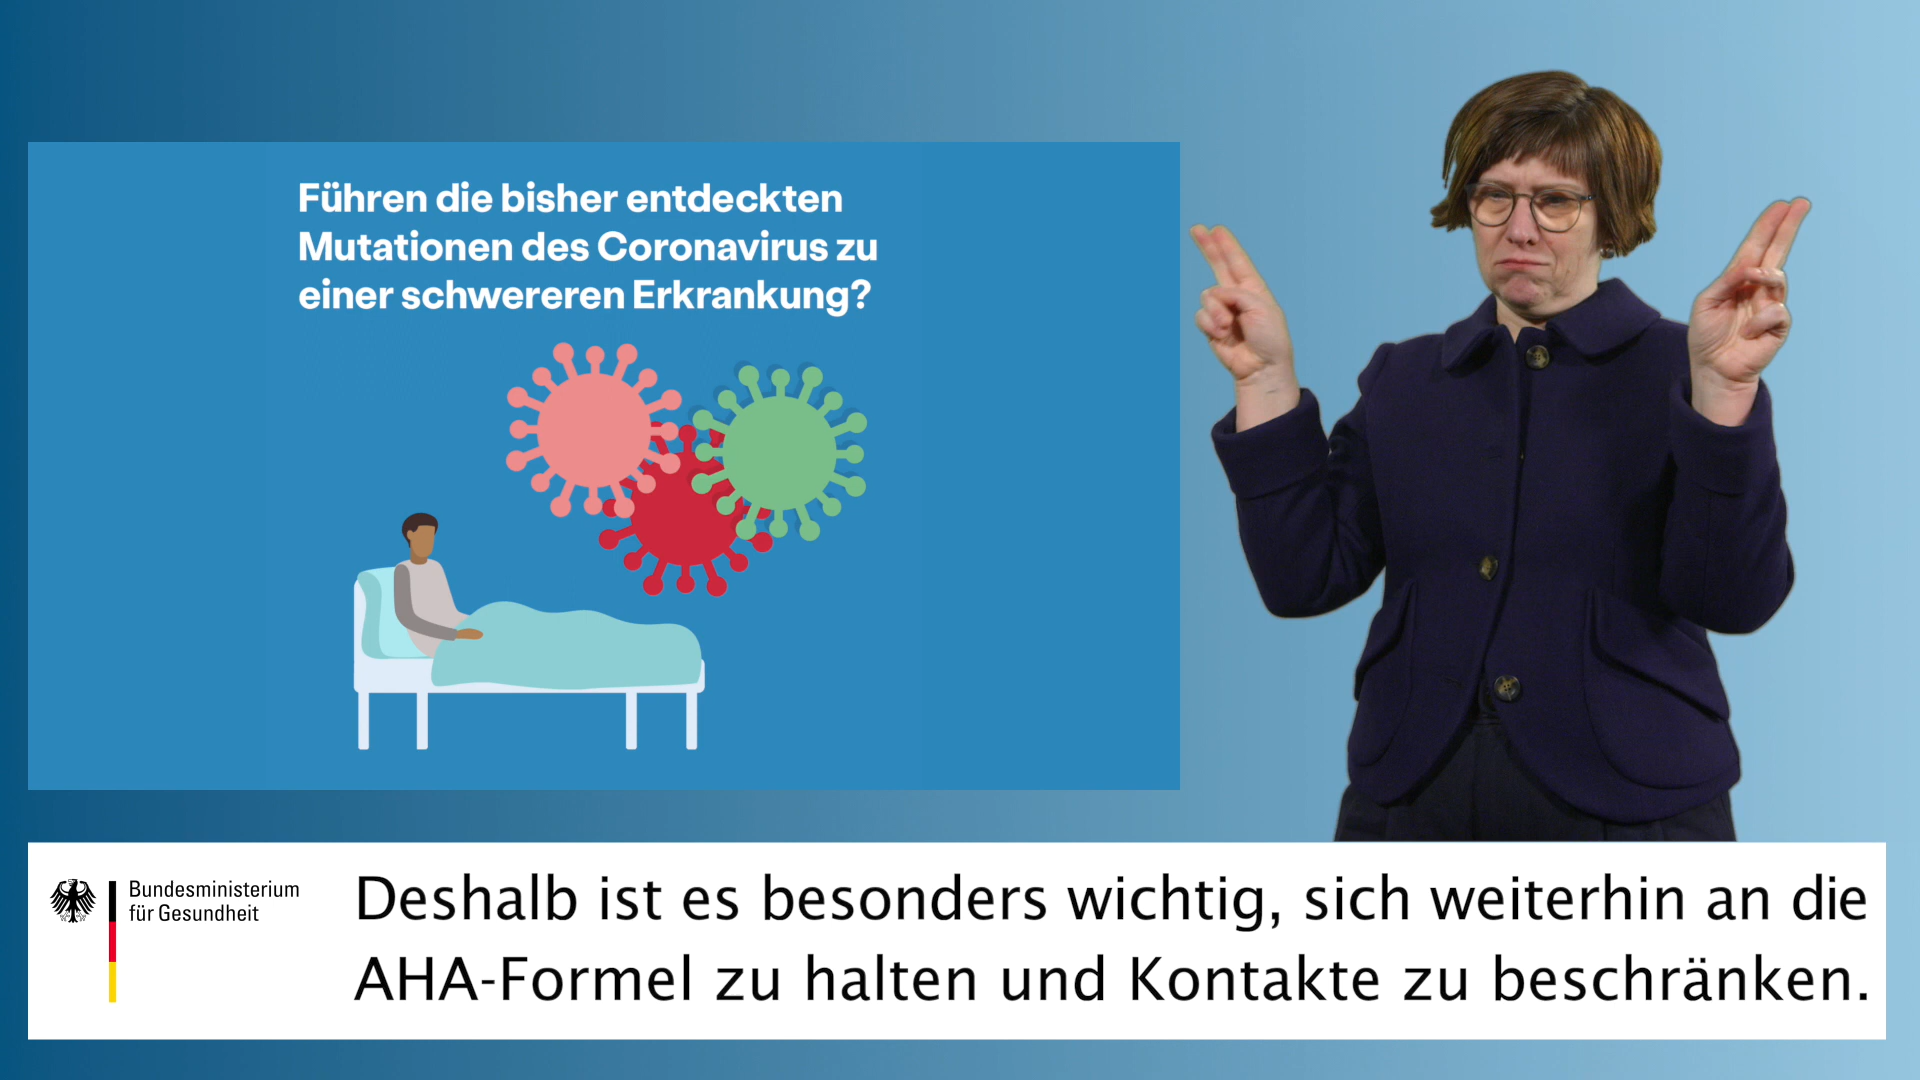 Führen die bisher entdeckten
Mutationen des Coronavirus zu
einer schwereren Erkrankung?
Bundesministerium
für Gesundheit
Deshalb ist es besonders wichtig, sich weiterhin an die
AHA-Formel zu halten und Kontakte zu beschränken.